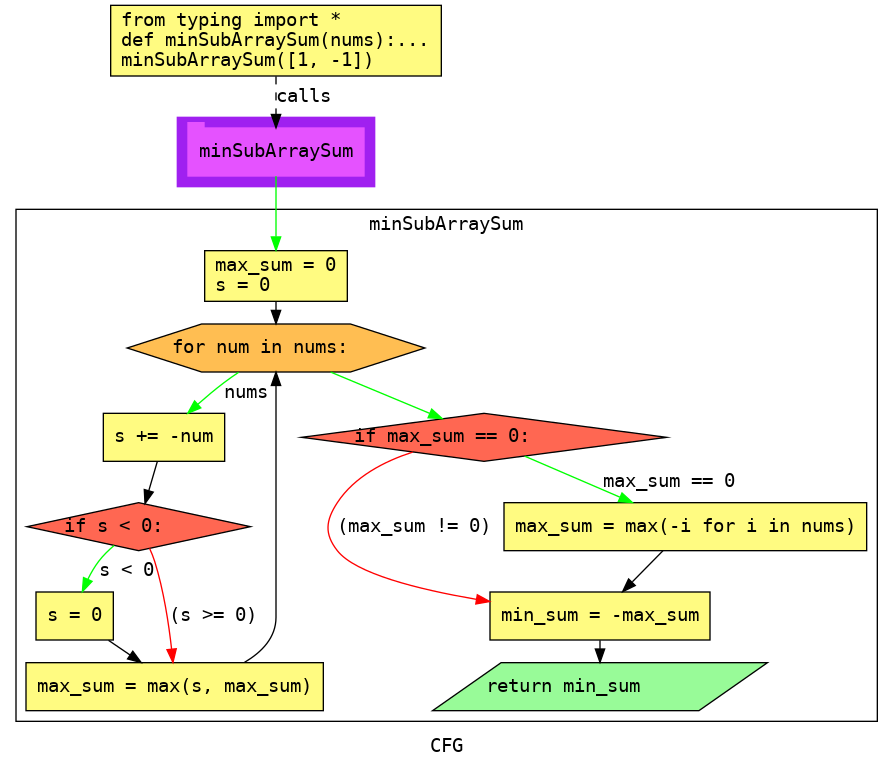 from typing import *
def minSubArraySum(nums):...
minSubArraySum([1, -1])
calls
minSubArraySum
minSubArraySum
max_sum = 0
s = 0
for num in nums:
nums
s += -num
if max_sum == 0:
max_sum == 0
(max_sum != 0)
max_sum = max(-i for i in nums)
if s < 0:
s < 0
(s >= 0)
s = 0
min_sum = -max_sum
max_sum = max(s, max_sum)
return min_sum
CFG